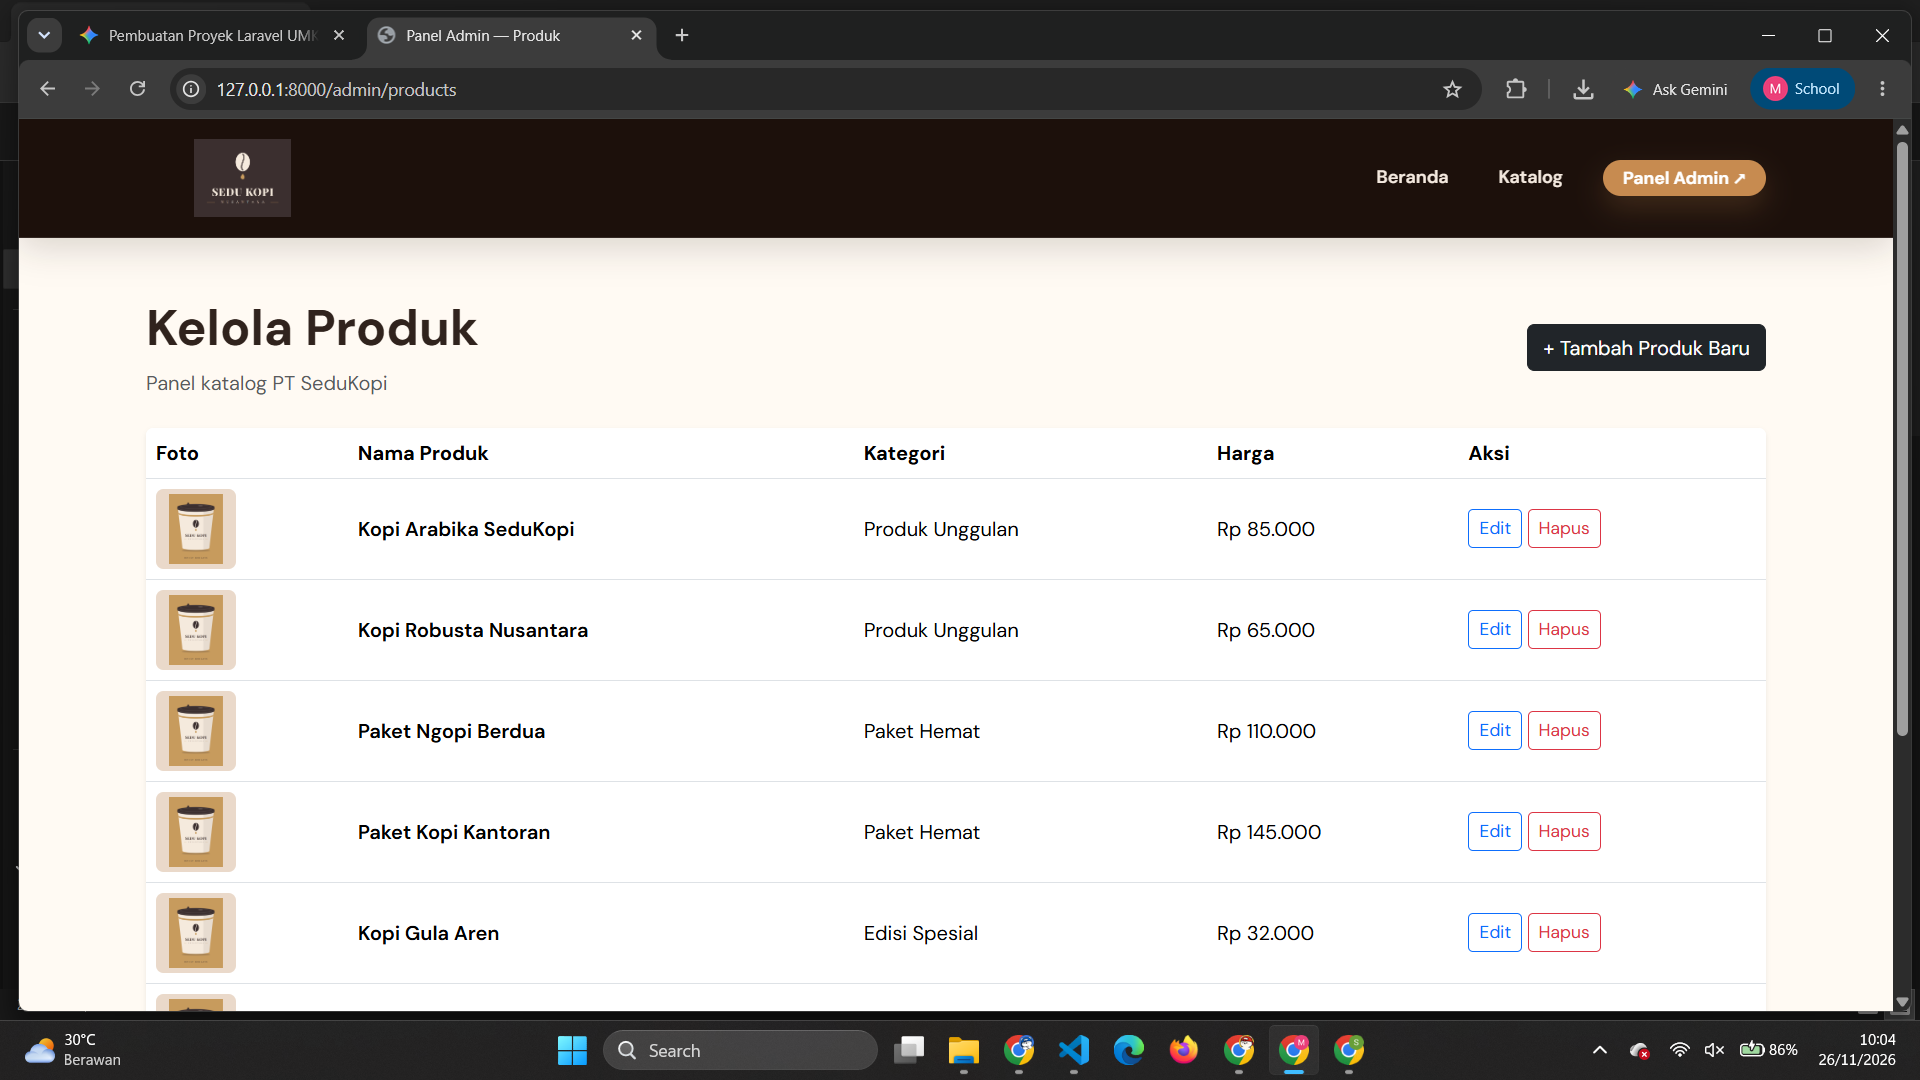 Pembuatan Proyek Laravel UMK
Panel Admin — Produk
127.0.0.1:8000/admin/products
Ask Gemini
M School
SEDU KOPI
Beranda
Katalog
Panel Admin ↗
Kelola Produk
+ Tambah Produk Baru
Panel katalog PT SeduKopi
Foto Nama Produk Kategori Harga Aksi
Kopi Arabika SeduKopi Produk Unggulan Rp 85.000 Edit Hapus
Kopi Robusta Nusantara Produk Unggulan Rp 65.000 Edit Hapus
Paket Ngopi Berdua Paket Hemat Rp 110.000 Edit Hapus
Paket Kopi Kantoran Paket Hemat Rp 145.000 Edit Hapus
Kopi Gula Aren Edisi Spesial Rp 32.000 Edit Hapus
30°C
Berawan
Search
86%
10:04
26/11/2026